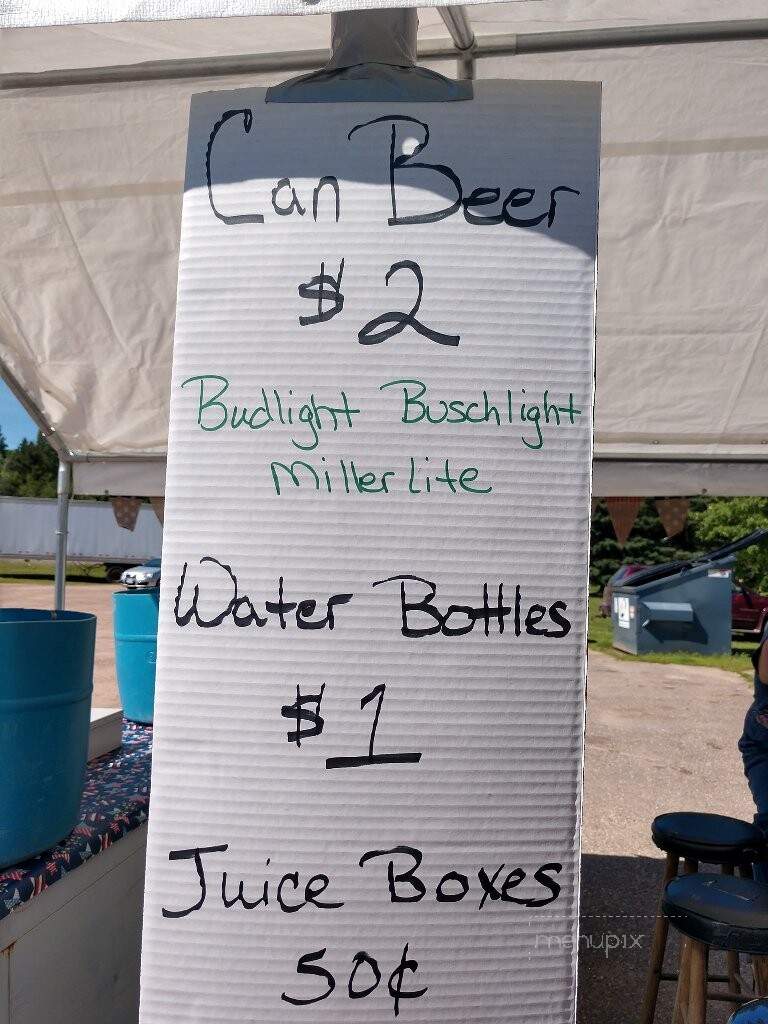 Can Beer
$2
Budlight Buschlight
Miller Lite
Water Bottles
$1
Juice Boxes
50¢
menupix